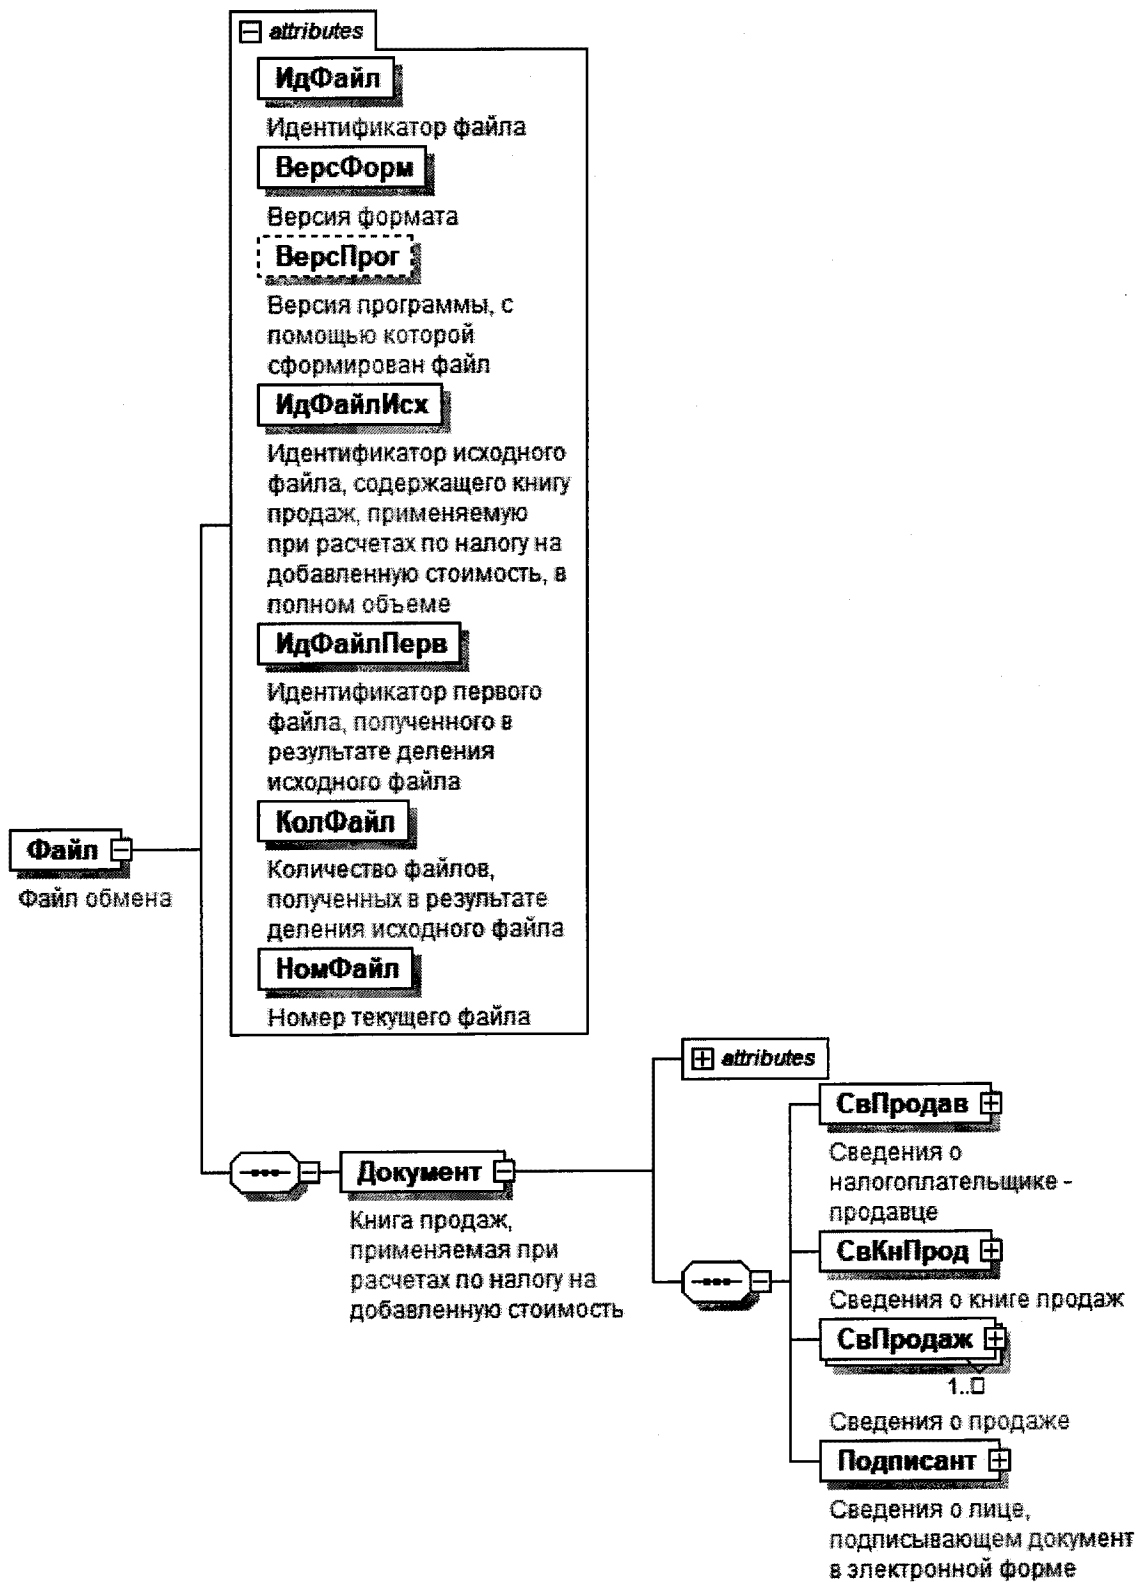 attributes
ИдФайл
Идентификатор файла
ВерсФорм
Версия формата
ВерсПрог
Версия программы, с
помощью которой
сформирован файл
ИдФайлИсх
Идентификатор исходного
файла, содержащего книгу
продаж, применяемую
при расчетах по налогу на
добавленную стоимость, в
полном объеме
ИдФайлПерв
Идентификатор первого
файла, полученного в
результате деления
исходного файла
КолФайл
Количество файлов,
полученных в результате
деления исходного файла
НомФайл
Номер текущего файла
Файл
Файл обмена
Документ
Книга продаж,
применяемая при
расчетах по налогу на
добавленную стоимость
attributes
СвПродав
Сведения о
налогоплательщике -
продавце
СвКнПрод
Сведения о книге продаж
СвПродаж
1..□
Сведения о продаже
Подписант
Сведения о лице,
подписывающем документ
в электронной форме